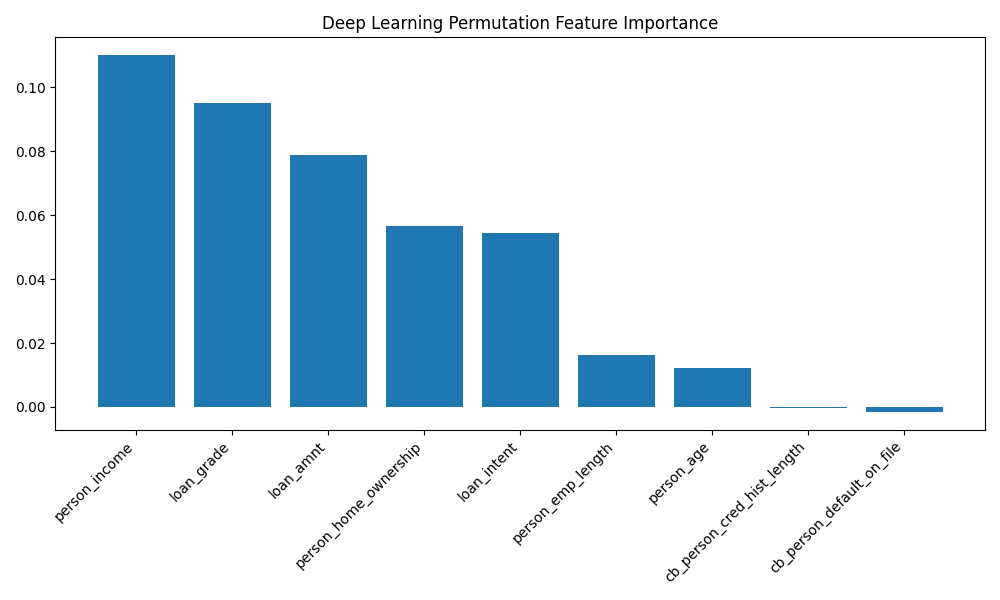 Deep Learning Permutation Feature Importance
0.10
0.08
0.06
0.04
0.02
0.00
person_income
loan_grade
loan_amnt
person_home_ownership
loan_intent
person_emp_length
person_age
cb_person_cred_hist_length
cb_person_default_on_file